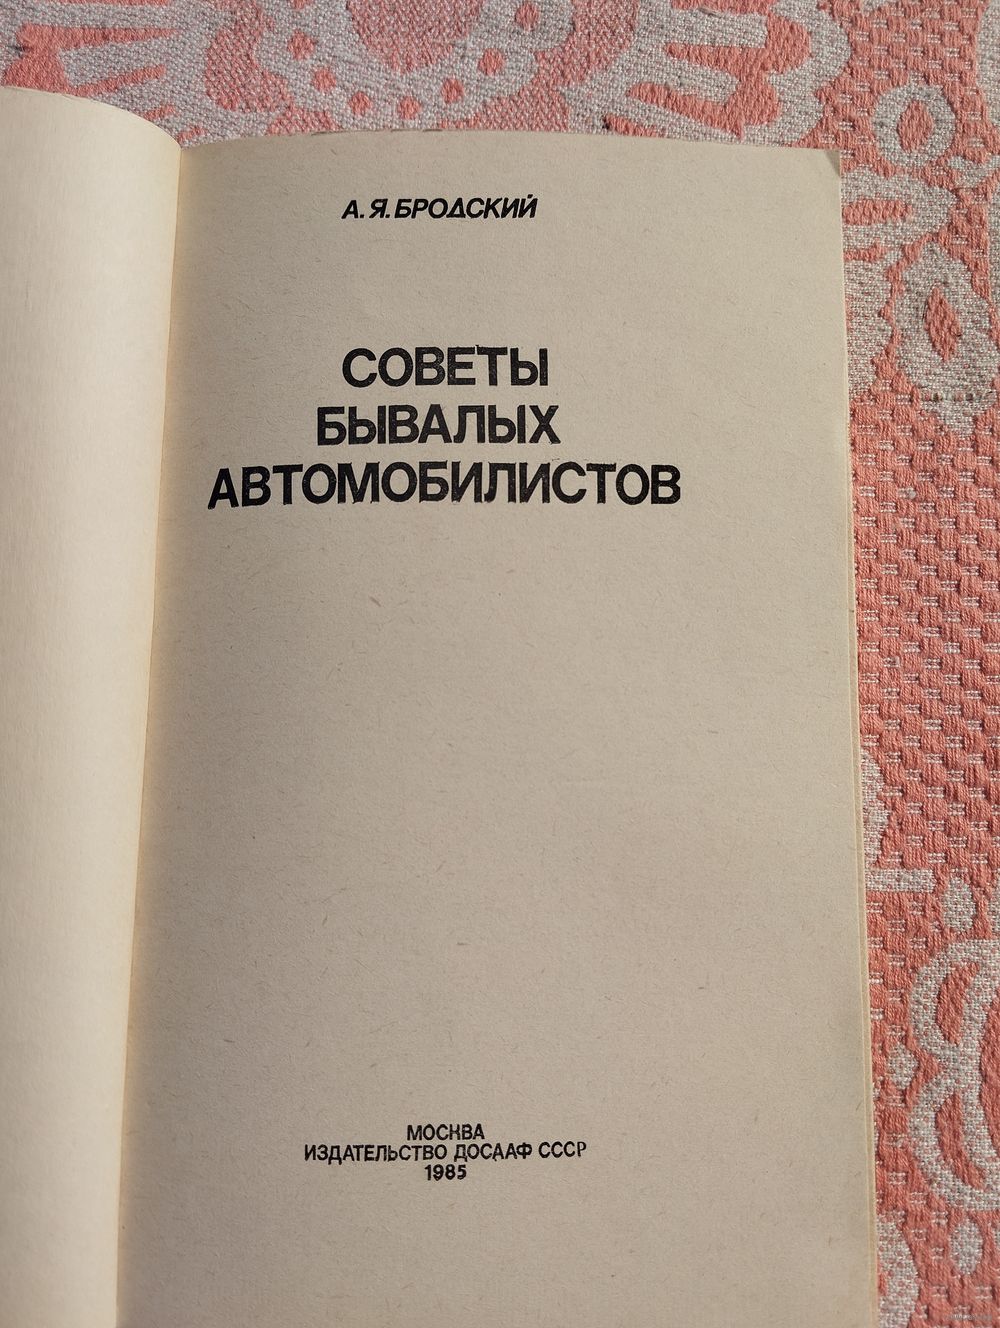 А. Я. БРОДСКИЙ
СОВЕТЫ
БЫВАЛЫХ
АВТОМОБИЛИСТОВ
МОСКВА
ИЗДАТЕЛЬСТВО ДОСААФ СССР
1985